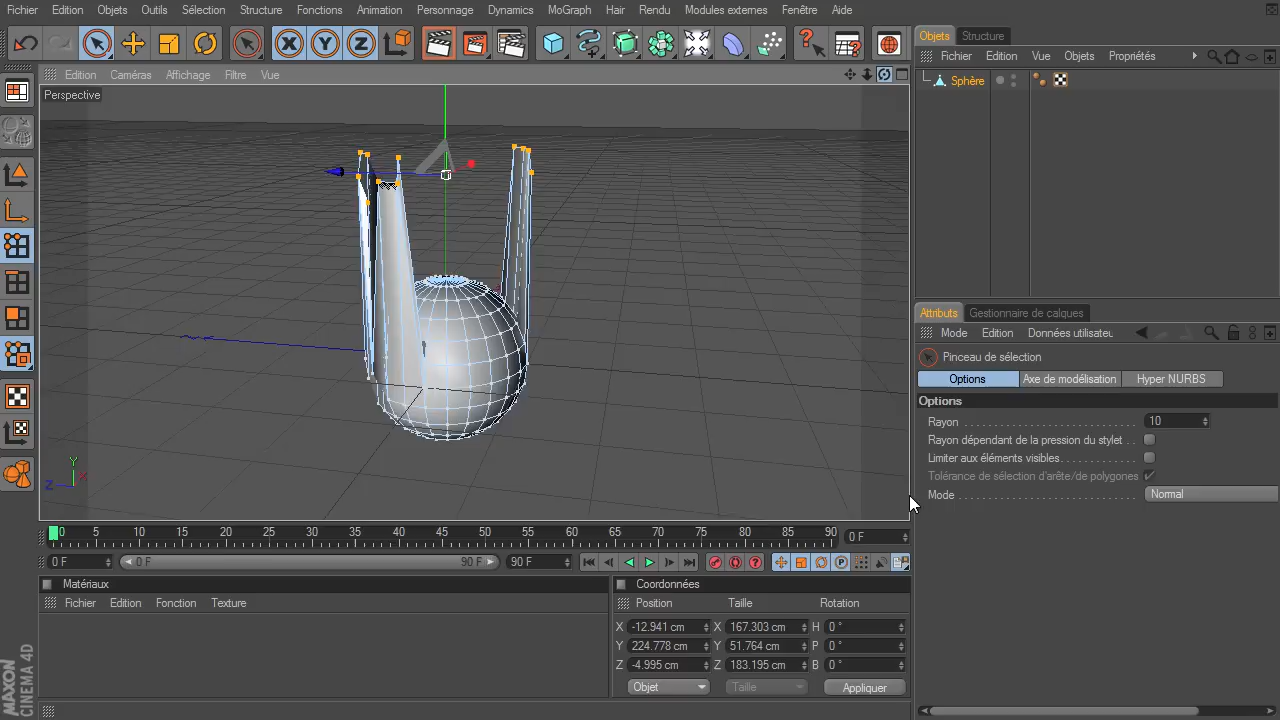 Fichier Edition Objets Outils Sélection Structure Fonctions Animation Personnage Dynamics MoGraph Hair Rendu Modules externes Fenêtre Aide
X Y Z
Objets Structure
Fichier Edition Vue Objets Propriétés
Sphère
Edition Caméras Affichage Filtre Vue
Perspective
Y
Z X
Attributs Gestionnaire de calques
Mode Edition Données utilisateu
Pinceau de sélection
Options Axe de modélisation Hyper NURBS
Options
Rayon 10
Rayon dépendant de la pression du stylet
Limiter aux éléments visibles
Tolérance de sélection d'arête/de polygones
Mode Normal
0 5 10 15 20 25 30 35 40 45 50 55 60 65 70 75 80 85 90 0 F
0 F 0 F 90 F 90 F
Matériaux
Fichier Edition Fonction Texture
Coordonnées
Position Taille Rotation
X -12.941 cm X 167.303 cm H 0 °
Y 224.778 cm Y 51.764 cm P 0 °
Z -4.995 cm Z 183.195 cm B 0 °
Objet Taille Appliquer
MAXON
CINEMA 4D